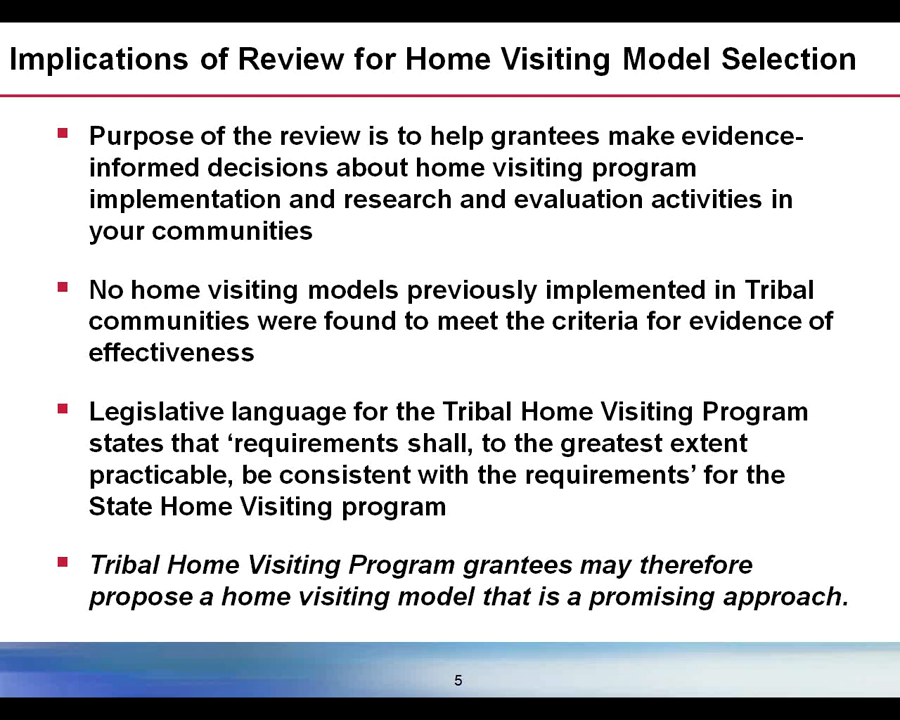 Implications of Review for Home Visiting Model Selection
Purpose of the review is to help grantees make evidence-
informed decisions about home visiting program
implementation and research and evaluation activities in
your communities
No home visiting models previously implemented in Tribal
communities were found to meet the criteria for evidence of
effectiveness
Legislative language for the Tribal Home Visiting Program
states that ‘requirements shall, to the greatest extent
practicable, be consistent with the requirements’ for the
State Home Visiting program
Tribal Home Visiting Program grantees may therefore
propose a home visiting model that is a promising approach.
5